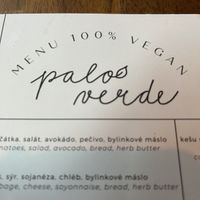 MENU 100% VEGAN
palos
verde
čátka, salát, avokádo, pečivo, bylinkové máslo
matoes, salad, avocado, bread, herb butter
kešu
s, sýr, sojanéza, chléb, bylinkové máslo
bage, cheese, soyonnaise, bread, herb butter